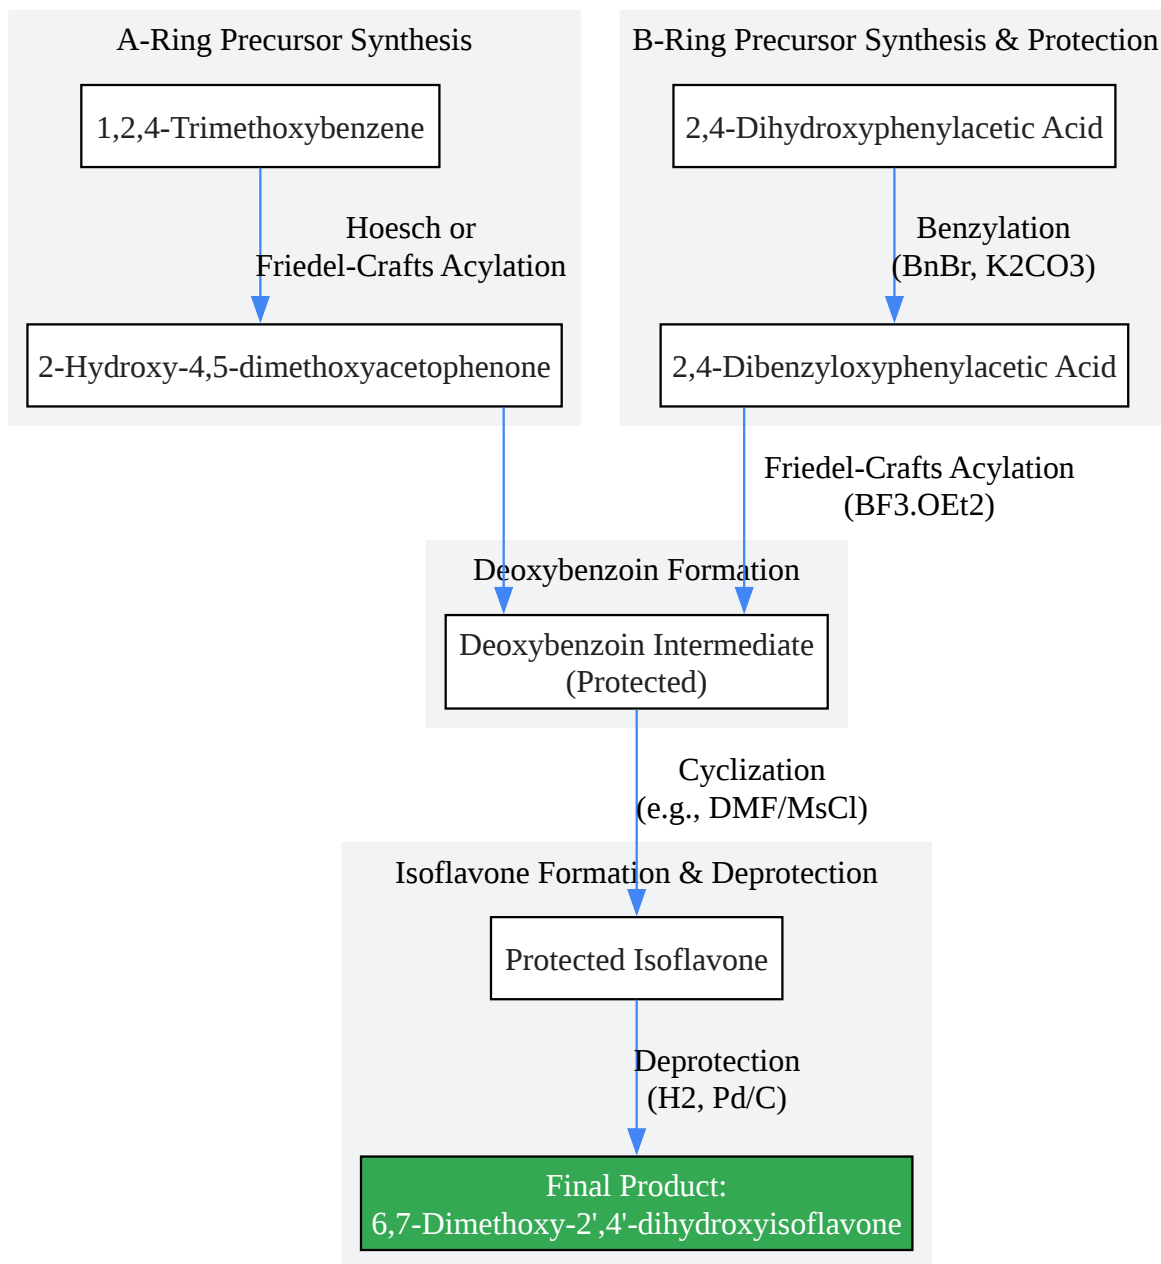 A-Ring Precursor Synthesis
1,2,4-Trimethoxybenzene
Hoesch or
Friedel-Crafts Acylation
2-Hydroxy-4,5-dimethoxyacetophenone
B-Ring Precursor Synthesis & Protection
2,4-Dihydroxyphenylacetic Acid
Benzylation
(BnBr, K2CO3)
2,4-Dibenzyloxyphenylacetic Acid
Friedel-Crafts Acylation
(BF3.OEt2)
Deoxybenzoin Formation
Deoxybenzoin Intermediate
(Protected)
Cyclization
(e.g., DMF/MsCl)
Isoflavone Formation & Deprotection
Protected Isoflavone
Deprotection
(H2, Pd/C)
Final Product:
6,7-Dimethoxy-2',4'-dihydroxyisoflavone